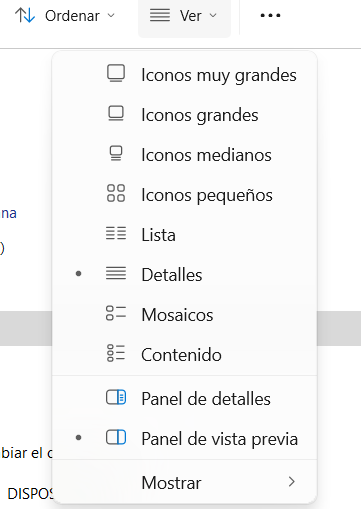 Ordenar Ver
Iconos muy grandes
Iconos grandes
Iconos medianos
Iconos pequeños
na
Lista
)
Detalles
Mosaicos
Contenido
Panel de detalles
biar el c Panel de vista previa
Mostrar
DISPOS